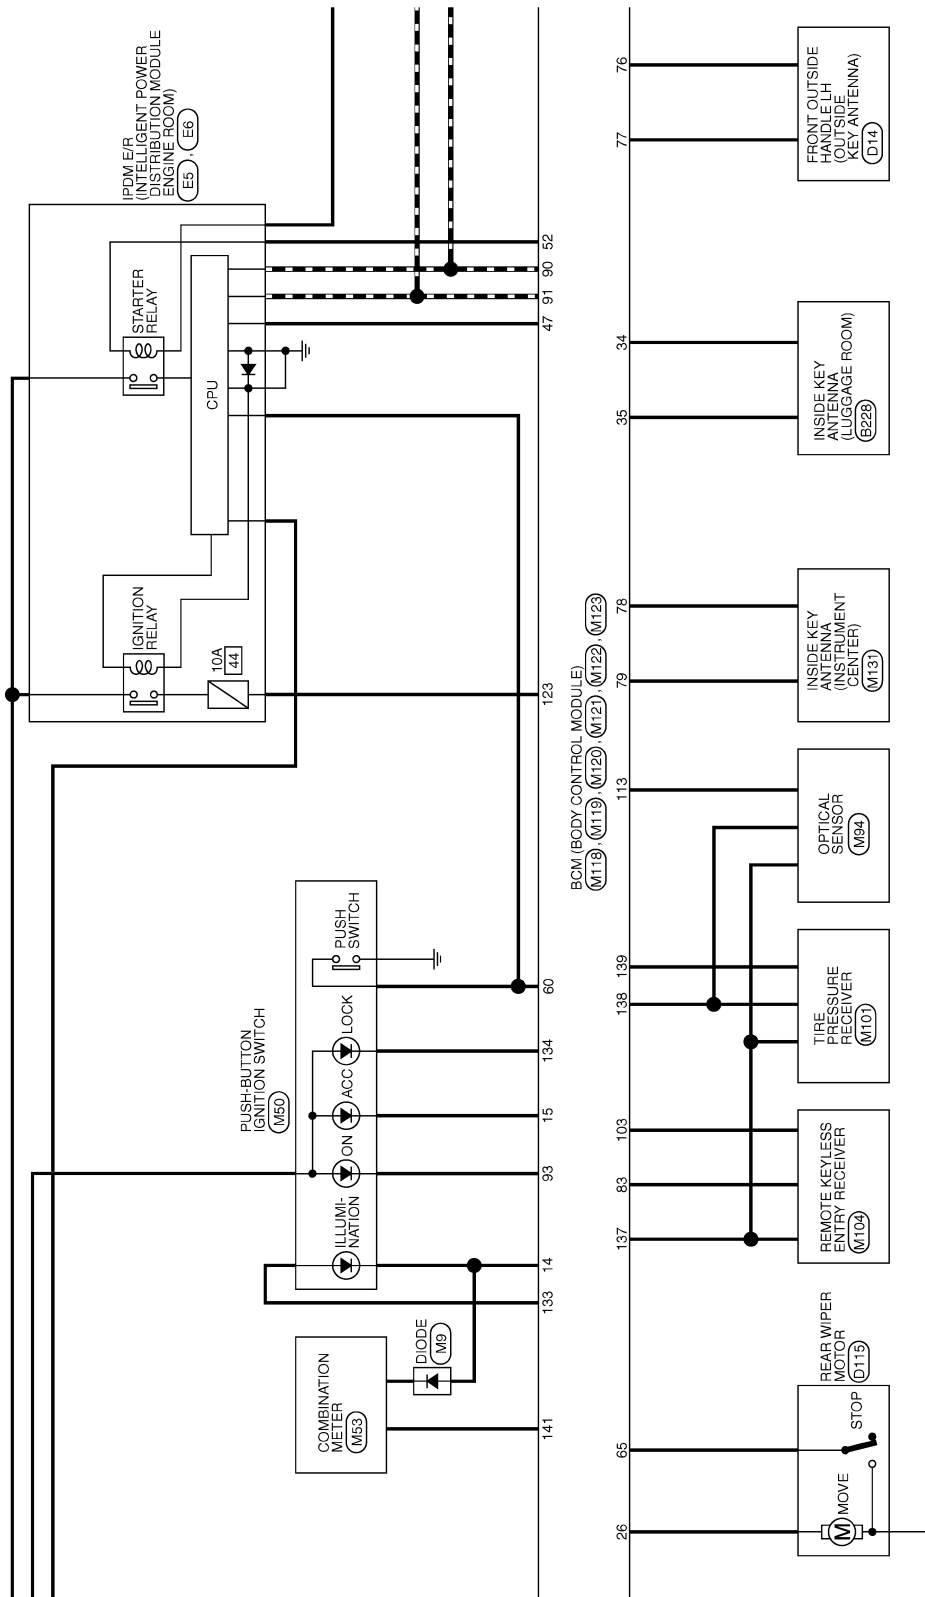 IPDM E/R
(INTELLIGENT POWER
DISTRIBUTION MODULE
ENGINE ROOM)
E5 , E6
STARTER
RELAY
CPU
IGNITION
RELAY
10A
44
52
90
91
47
123
60
134
15
93
14
133
141
PUSH-BUTTON
IGNITION SWITCH
M50
PUSH
SWITCH
LOCK
ACC
ON
ILLUMI-
NATION
COMBINATION
METER
M53
DIODE
M9
BCM (BODY CONTROL MODULE)
M118 , M119 , M120 , M121 , M122 , M123
76
77
34
35
78
79
113
139
138
103
83
137
65
26
FRONT OUTSIDE
HANDLE LH
(OUTSIDE
KEY ANTENNA)
D14
INSIDE KEY
ANTENNA
(LUGGAGE ROOM)
B228
INSIDE KEY
ANTENNA
(INSTRUMENT
CENTER)
M131
OPTICAL
SENSOR
M94
TIRE
PRESSURE
RECEIVER
M101
REMOTE KEYLESS
ENTRY RECEIVER
M104
REAR WIPER
MOTOR
D115
STOP
MOVE
M